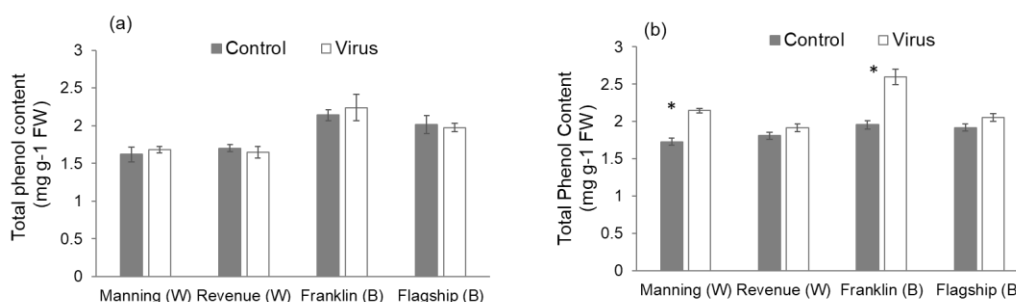 (a)
Control Virus
Total phenol content
(mg g-1 FW)
3
2.5
2
1.5
1
0.5
0
Manning (W) Revenue (W) Franklin (B) Flagship (B)
(b)
Control Virus
Total Phenol Content
(mg g-1 FW)
3
2.5
2
1.5
1
0.5
0
*
*
Manning (W) Revenue (W) Franklin (B) Flagship (B